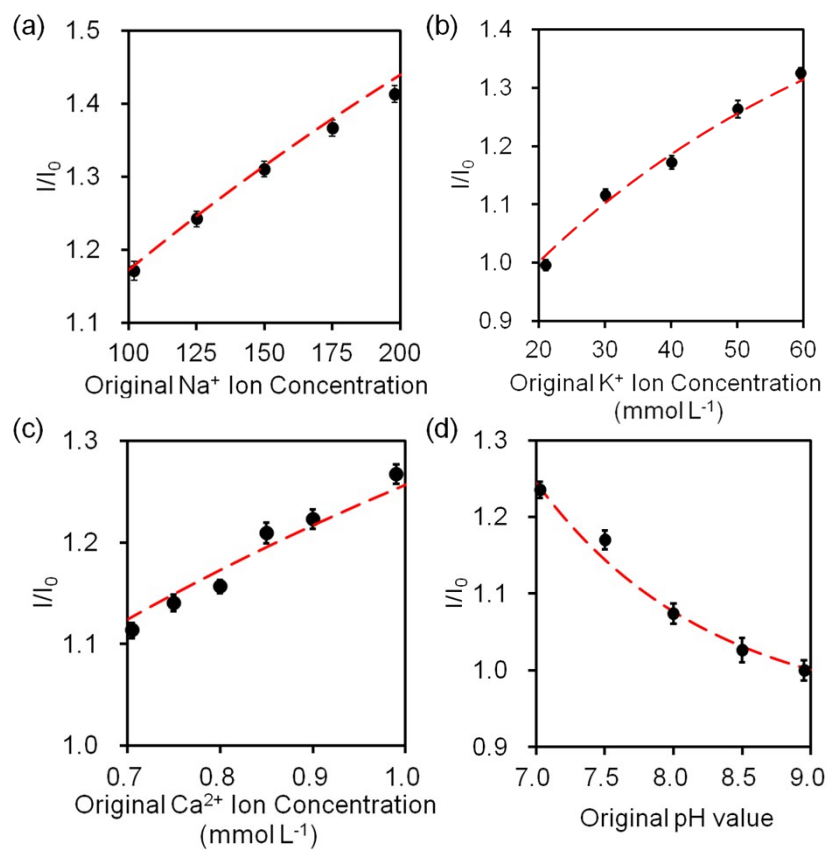 (a)
1.5
1.4
1.3
1.2
1.1
I/I₀
100 125 150 175 200
Original Na⁺ Ion Concentration
(b)
1.4
1.3
1.2
1.1
1.0
0.9
I/I₀
20 30 40 50 60
Original K⁺ Ion Concentration
(mmol L⁻¹)
(c)
1.3
1.2
1.1
1.0
I/I₀
0.7 0.8 0.9 1.0
Original Ca²⁺ Ion Concentration
(mmol L⁻¹)
(d)
1.3
1.2
1.1
1.0
0.9
I/I₀
7.0 7.5 8.0 8.5 9.0
Original pH value